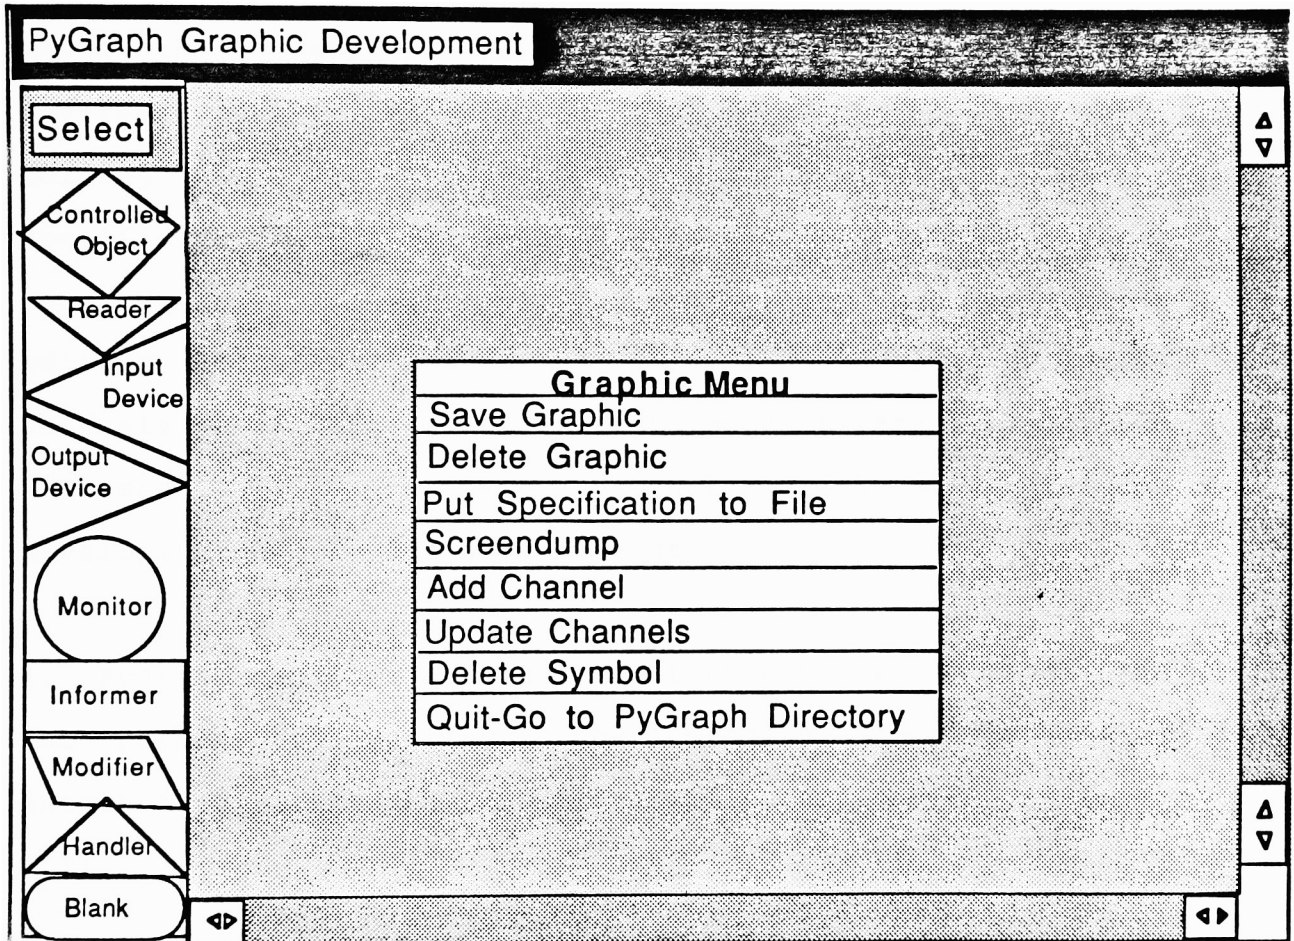 PyGraph Graphic Development
Select
Controlled
Object
Reader
Input
Device
Output
Device
Monitor
Informer
Modifier
Handler
Blank
Graphic Menu
Save Graphic
Delete Graphic
Put Specification to File
Screendump
Add Channel
Update Channels
Delete Symbol
Quit-Go to PyGraph Directory